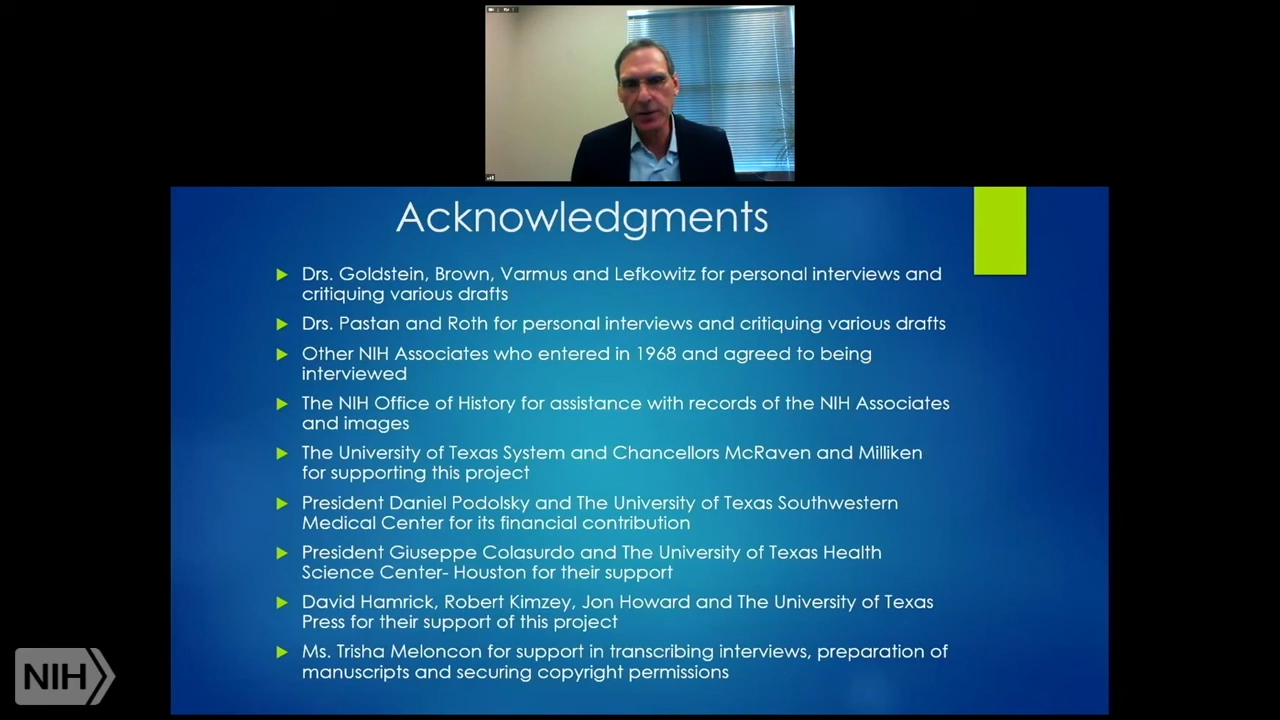 Acknowledgments
Drs. Goldstein, Brown, Varmus and Lefkowitz for personal interviews and
critiquing various drafts
Drs. Pastan and Roth for personal interviews and critiquing various drafts
Other NIH Associates who entered in 1968 and agreed to being
interviewed
The NIH Office of History for assistance with records of the NIH Associates
and images
The University of Texas System and Chancellors McRaven and Milliken
for supporting this project
President Daniel Podolsky and The University of Texas Southwestern
Medical Center for its financial contribution
President Giuseppe Colasurdo and The University of Texas Health
Science Center- Houston for their support
David Hamrick, Robert Kimzey, Jon Howard and The University of Texas
Press for their support of this project
Ms. Trisha Meloncon for support in transcribing interviews, preparation of
manuscripts and securing copyright permissions
NIH